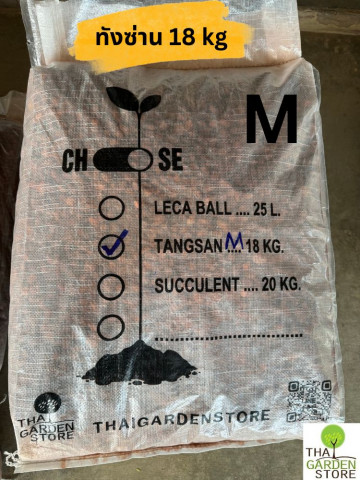 ทังซ่าน 18 kg
M
CH SE
LECA BALL .... 25 L.
TANGSAN M.... 18 KG.
SUCCULENT .... 20 KG.
................................
THAI
GARDEN
STORE
THAIGARDENSTORE
THAI
GARDEN
STORE